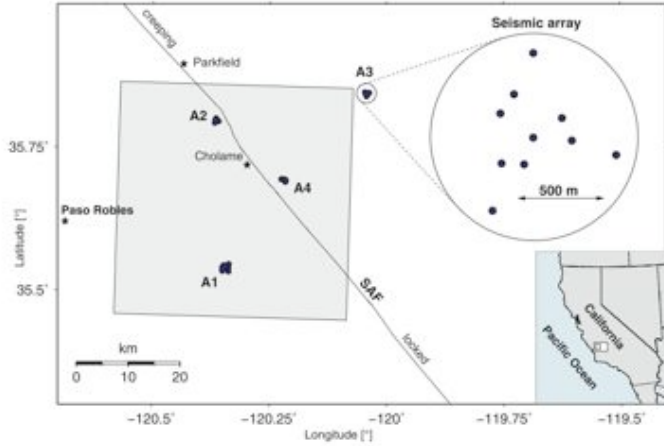 creeping
Parkfield
A3
Seismic array
A2
35.75
Cholame
A4
500 m
Paso Robles
Latitude [°]
A1
35.5
SAF
locked
km
0 10 20
California
Pacific Ocean
−120.5° −120.25° −120° −119.75° −119.5°
Longitude [°]